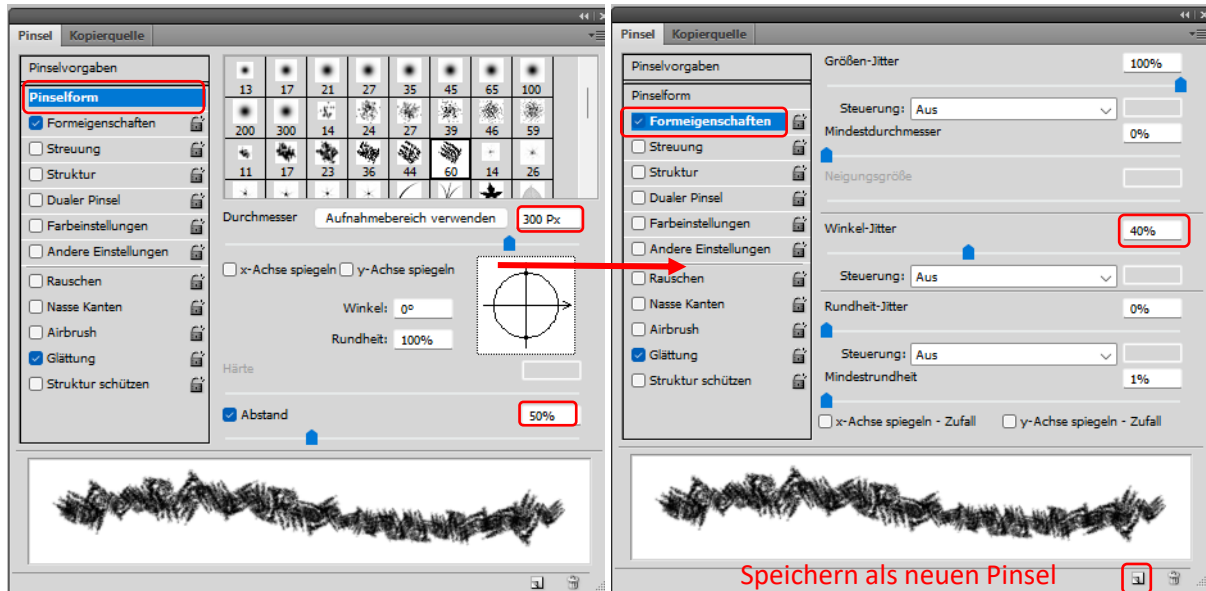 Pinsel Kopierquelle
Pinselvorgaben
Pinselform
Formeigenschaften
Streuung
Struktur
Dualer Pinsel
Farbeinstellungen
Andere Einstellungen
Rauschen
Nasse Kanten
Airbrush
Glättung
Struktur schützen
13 17 21 27 35 45 65 100
200 300 14 24 27 39 46 59
11 17 23 36 44 60 14 26
Durchmesser Aufnahmebereich verwenden 300 Px
x-Achse spiegeln y-Achse spiegeln
Winkel: 0°
Rundheit: 100%
Härte
Abstand 50%
Pinsel Kopierquelle
Pinselvorgaben
Pinselform
Formeigenschaften
Streuung
Struktur
Dualer Pinsel
Farbeinstellungen
Andere Einstellungen
Rauschen
Nasse Kanten
Airbrush
Glättung
Struktur schützen
Größen-Jitter 100%
Steuerung: Aus
Mindestdurchmesser 0%
Neigungsgröße
Winkel-Jitter 40%
Steuerung: Aus
Rundheit-Jitter 0%
Steuerung: Aus
Mindestrundheit 1%
x-Achse spiegeln - Zufall y-Achse spiegeln - Zufall
Speichern als neuen Pinsel